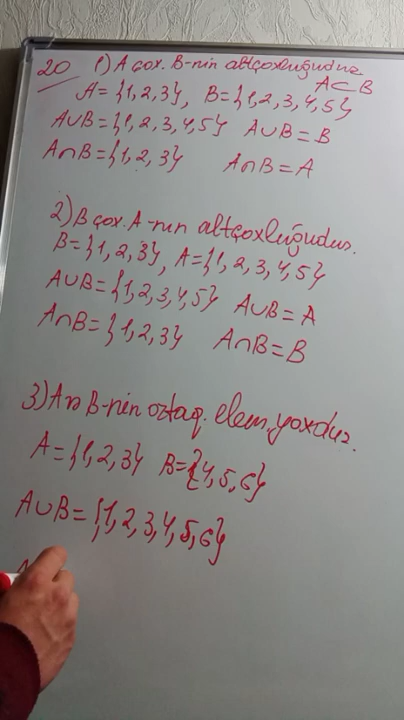 20 1) A çox. B-nin altçoxluğudur
A⊂B
A={1,2,3}, B={1,2,3,4,5}
A∪B={1,2,3,4,5} A∪B=B
A∩B={1,2,3} A∩B=A
2) B çox. A-nın altçoxluğudur.
B={1,2,3}, A={1,2,3,4,5}
A∪B={1,2,3,4,5} A∪B=A
A∩B={1,2,3} A∩B=B
3) A və B-nin ortaq. elem. yoxdur.
A={1,2,3} B={4,5,6}
A∪B={1,2,3,4,5,6}
A